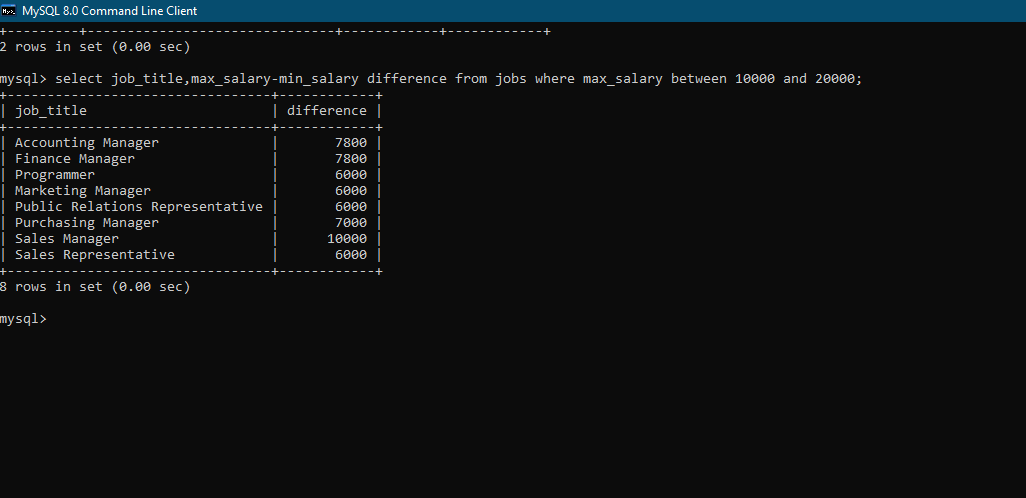 MySQL 8.0 Command Line Client
+---------+-------------------------------+------------+------------+
2 rows in set (0.00 sec)
mysql> select job_title,max_salary-min_salary difference from jobs where max_salary between 10000 and 20000;
+---------------------------------+------------+
| job_title                       | difference |
+---------------------------------+------------+
| Accounting Manager              |       7800 |
| Finance Manager                 |       7800 |
| Programmer                      |       6000 |
| Marketing Manager               |       6000 |
| Public Relations Representative |       6000 |
| Purchasing Manager              |       7000 |
| Sales Manager                   |      10000 |
| Sales Representative            |       6000 |
+---------------------------------+------------+
8 rows in set (0.00 sec)
mysql>